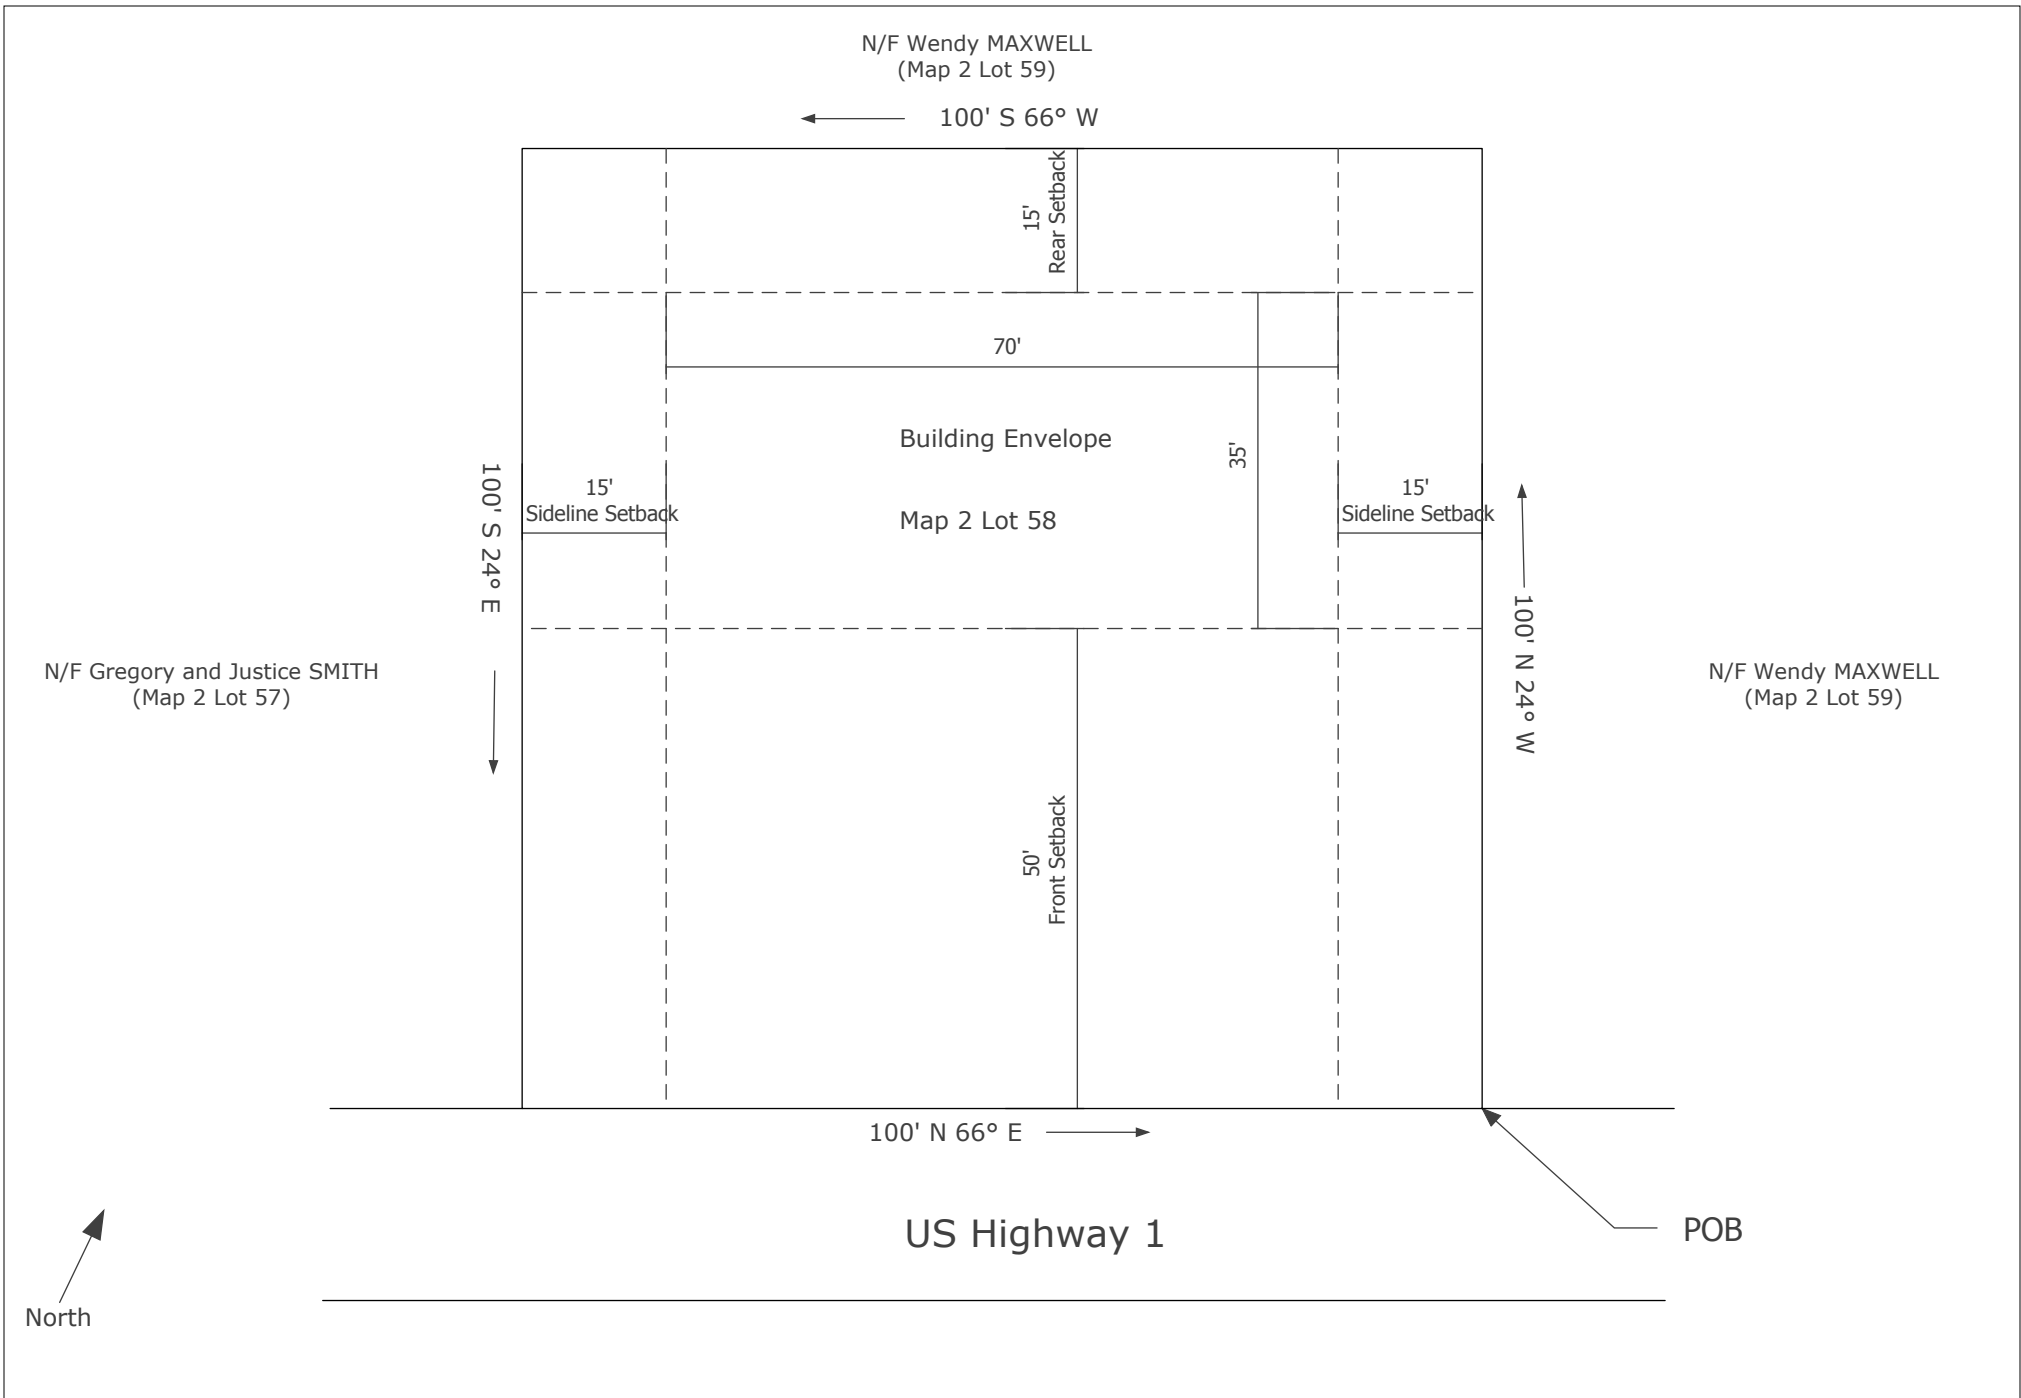 N/F Wendy MAXWELL
(Map 2 Lot 59)
100' S 66° W
15'
Rear Setback
70'
Building Envelope
35'
100' S 24° E
15'
Sideline Setback
Map 2 Lot 58
15'
Sideline Setback
100' N 24° W
N/F Gregory and Justice SMITH
(Map 2 Lot 57)
N/F Wendy MAXWELL
(Map 2 Lot 59)
50'
Front Setback
100' N 66° E
US Highway 1
POB
North